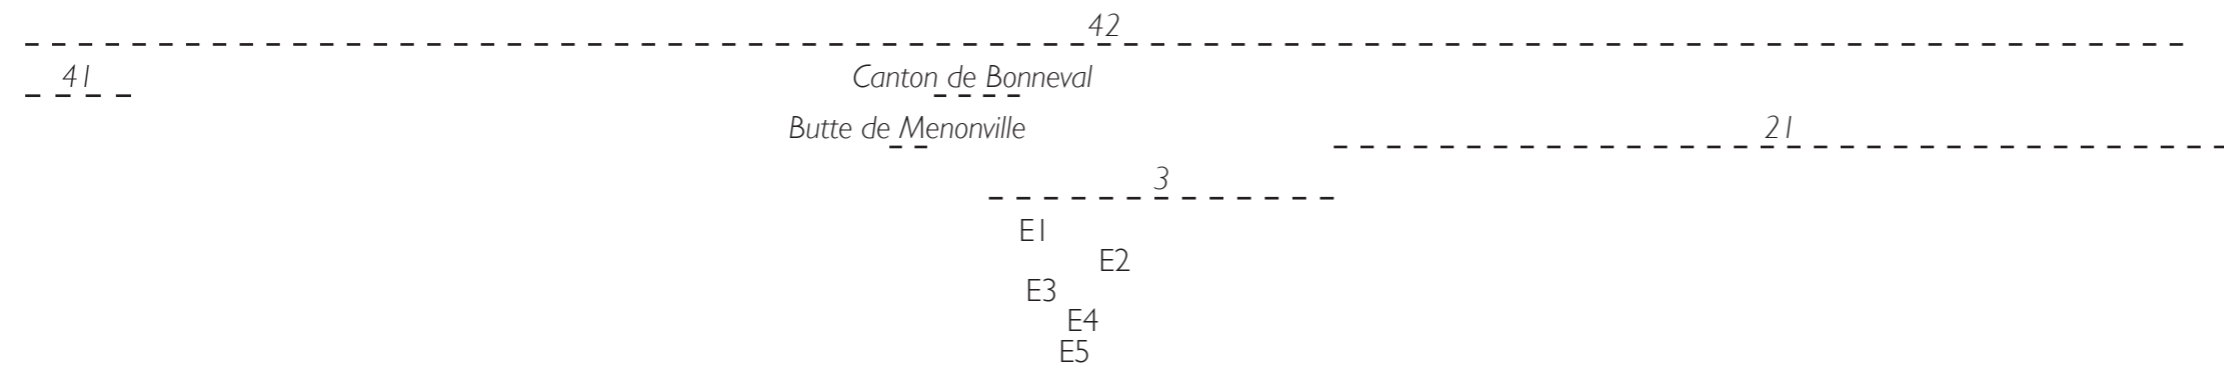 42
41 Canton de Bonneval
Butte de Menonville 21
3
E1
E2
E3
E4
E5